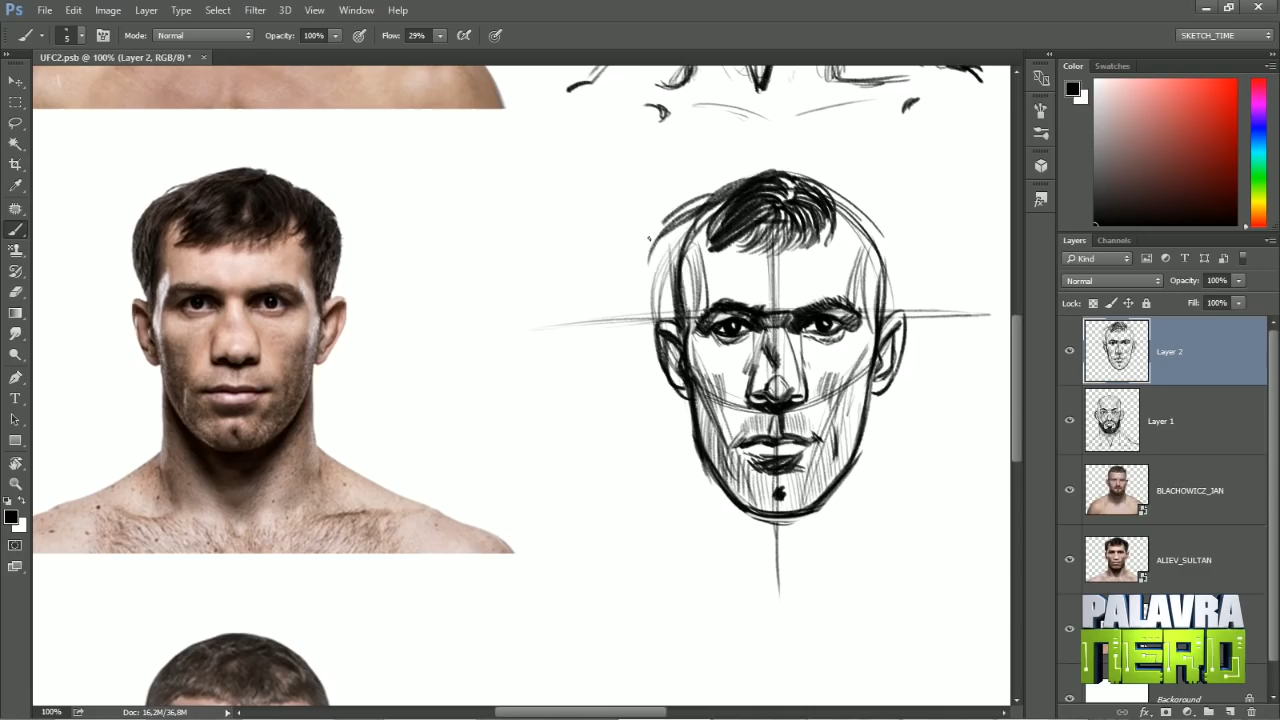 Ps File Edit Image Layer Type Select Filter 3D View Window Help
5 Mode: Normal Opacity: 100% Flow: 29% SKETCH_TIME
UFC2.psb @ 100% (Layer 2, RGB/8) * ×
Color Swatches
Layers Channels
Kind
Normal Opacity: 100%
Lock: Fill: 100%
Layer 2
Layer 1
BLACHOWICZ_JAN
ALIEV_SULTAN
PALAVRA
NERD
Background
100% Doc: 16,2M/36,8M